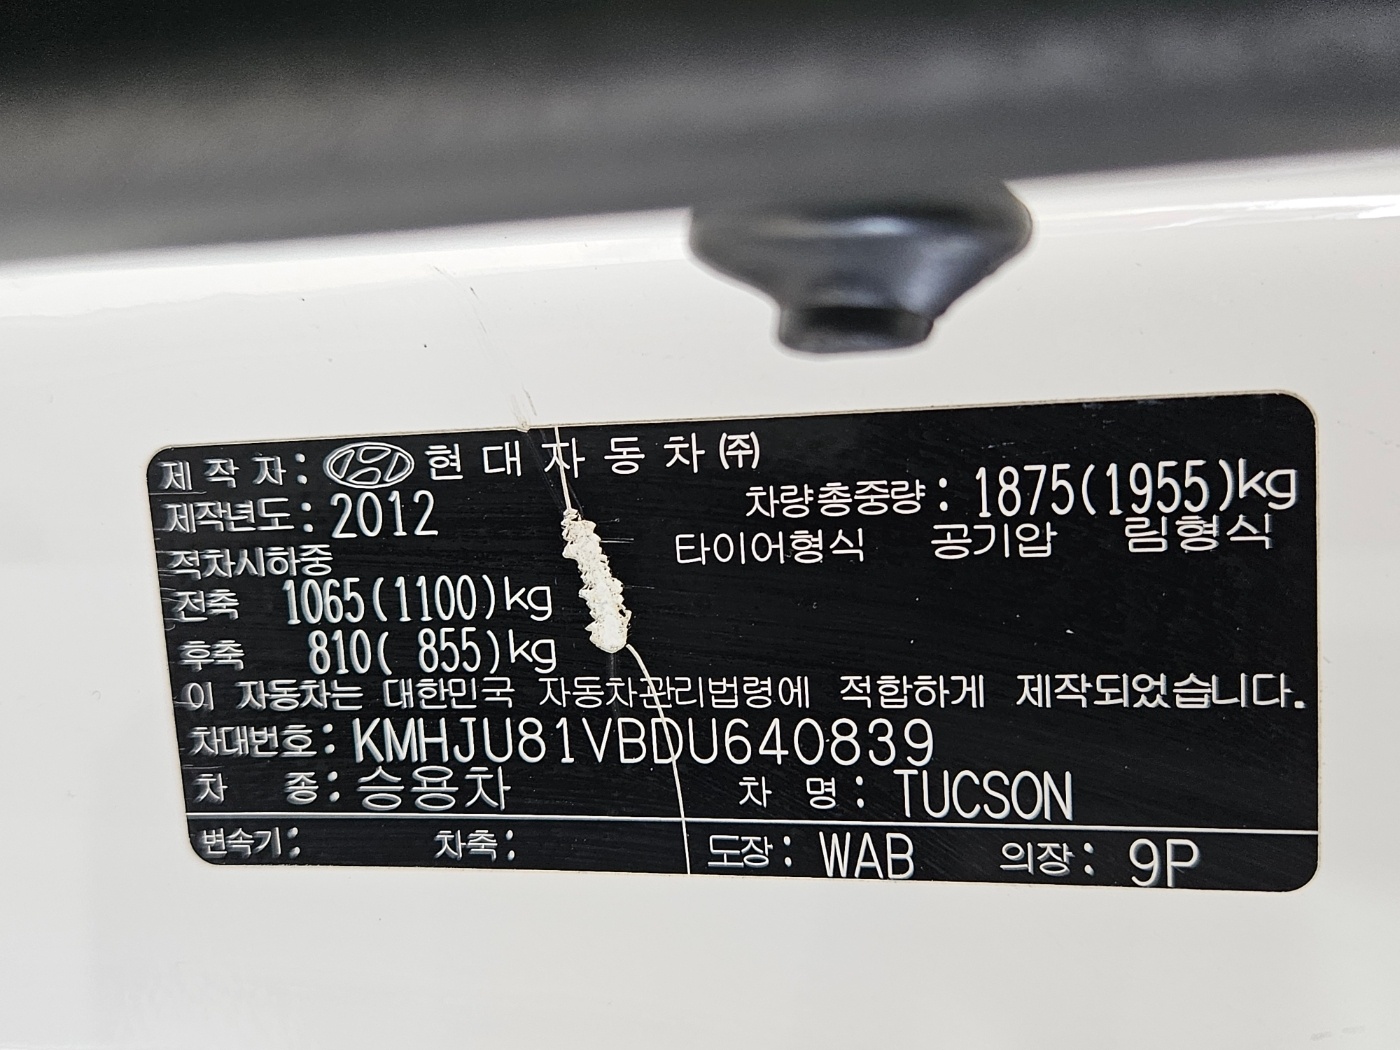 제 작 자 : 현 대 자 동 차 ㈜
제작년도 : 2012
차량총중량 : 1875(1955)kg
적차시하중
타이어형식 공기압 림형식
전축 1065(1100)kg
후축 810( 855)kg
이 자동차는 대한민국 자동차관리법령에 적합하게 제작되었습니다.
차대번호 : KMHJU81VBDU640839
차 종 : 승용차 차 명 : TUCSON
변속기 : 차축 : 도장 : WAB 의장 : 9P